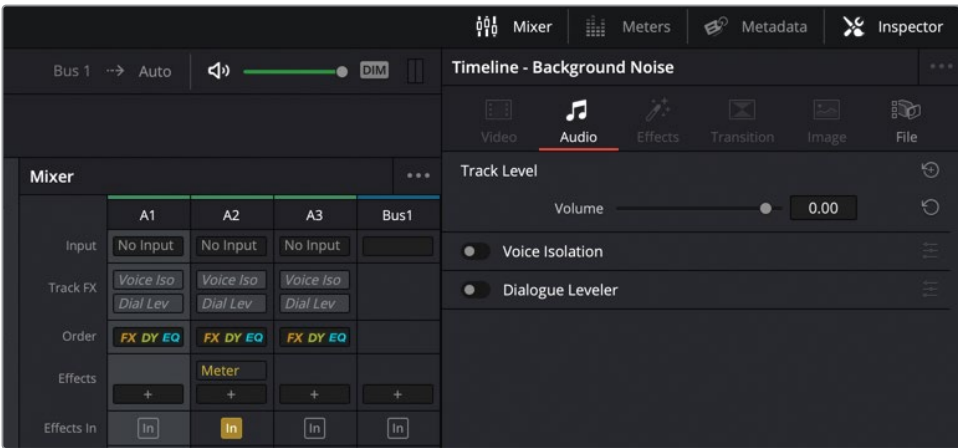 Mixer Meters Metadata Inspector
Bus 1 Auto DIM
Timeline - Background Noise
Video Audio Effects Transition Image File
Mixer
Track Level
Volume 0.00
Voice Isolation
Dialogue Leveler
A1 A2 A3 Bus1
Input No Input No Input No Input
Track FX Voice Iso Voice Iso Voice Iso
Dial Lev Dial Lev Dial Lev
Order FX DY EQ FX DY EQ FX DY EQ
Effects Meter
+ + + +
Effects In In In In In